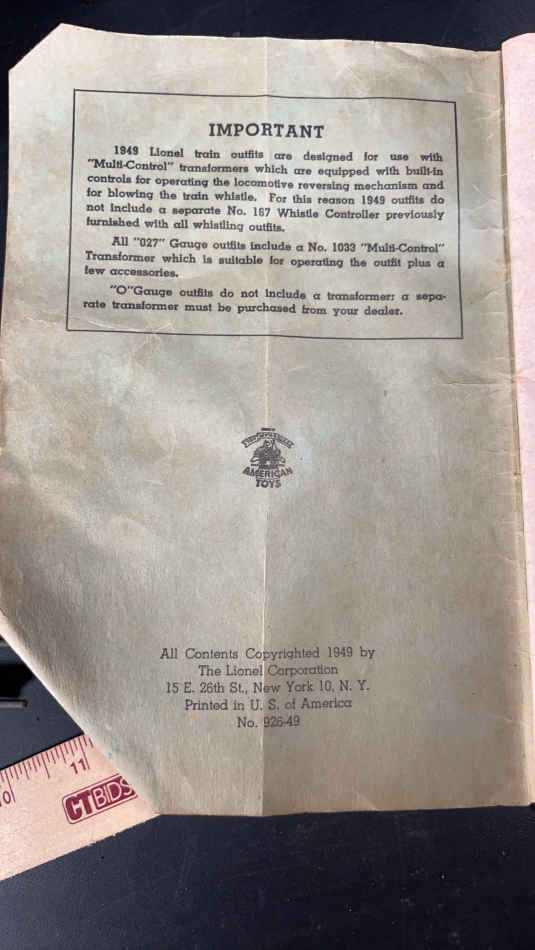 IMPORTANT
1949 Lionel train outfits are designed for use with
"Multi-Control" transformers which are equipped with built-in
controls for operating the locomotive reversing mechanism and
for blowing the train whistle. For this reason 1949 outfits do
not include a separate No. 167 Whistle Controller previously
furnished with all whistling outfits.
All "027" Gauge outfits include a No. 1033 "Multi-Control"
Transformer which is suitable for operating the outfit plus a
few accessories.
"O" Gauge outfits do not include a transformer; a sepa-
rate transformer must be purchased from your dealer.
AMERICAN
TOYS
All Contents Copyrighted 1949 by
The Lionel Corporation
15 E. 26th St., New York 10, N. Y.
Printed in U. S. of America
No. 926-49
11
CTBIDS